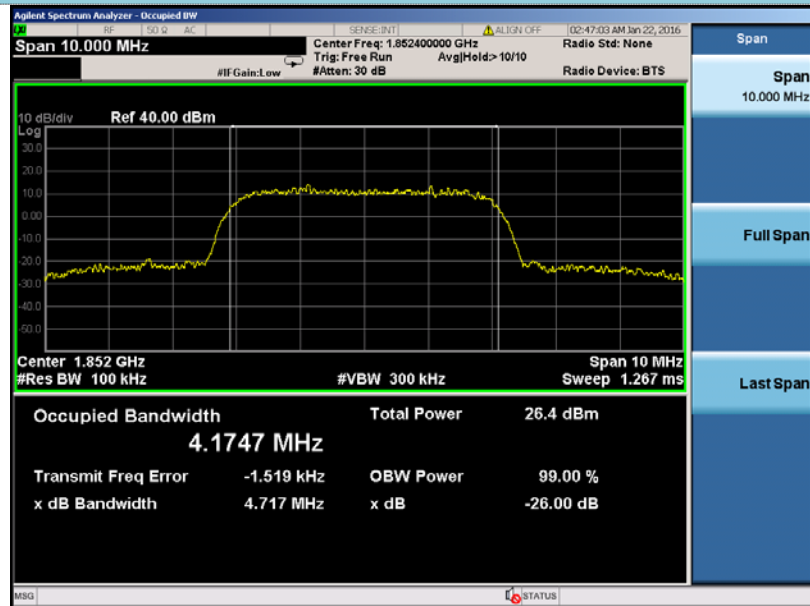 Agilent Spectrum Analyzer - Occupied BW
RF 50 Ω AC SENSE:INT ALIGN OFF 02:47:03 AM Jan 22, 2016
Span 10.000 MHz
Center Freq: 1.852400000 GHz
Radio Std: None
Trig: Free Run Avg|Hold:> 10/10
#IFGain:Low #Atten: 30 dB Radio Device: BTS
Span
Span
10.000 MHz
Full Span
Last Span
10 dB/div Ref 40.00 dBm
Log
30.0
20.0
10.0
0.00
-10.0
-20.0
-30.0
-40.0
-50.0
Center 1.852 GHz Span 10 MHz
#Res BW 100 kHz #VBW 300 kHz Sweep 1.267 ms
Occupied Bandwidth Total Power 26.4 dBm
4.1747 MHz
Transmit Freq Error -1.519 kHz OBW Power 99.00 %
x dB Bandwidth 4.717 MHz x dB -26.00 dB
MSG STATUS